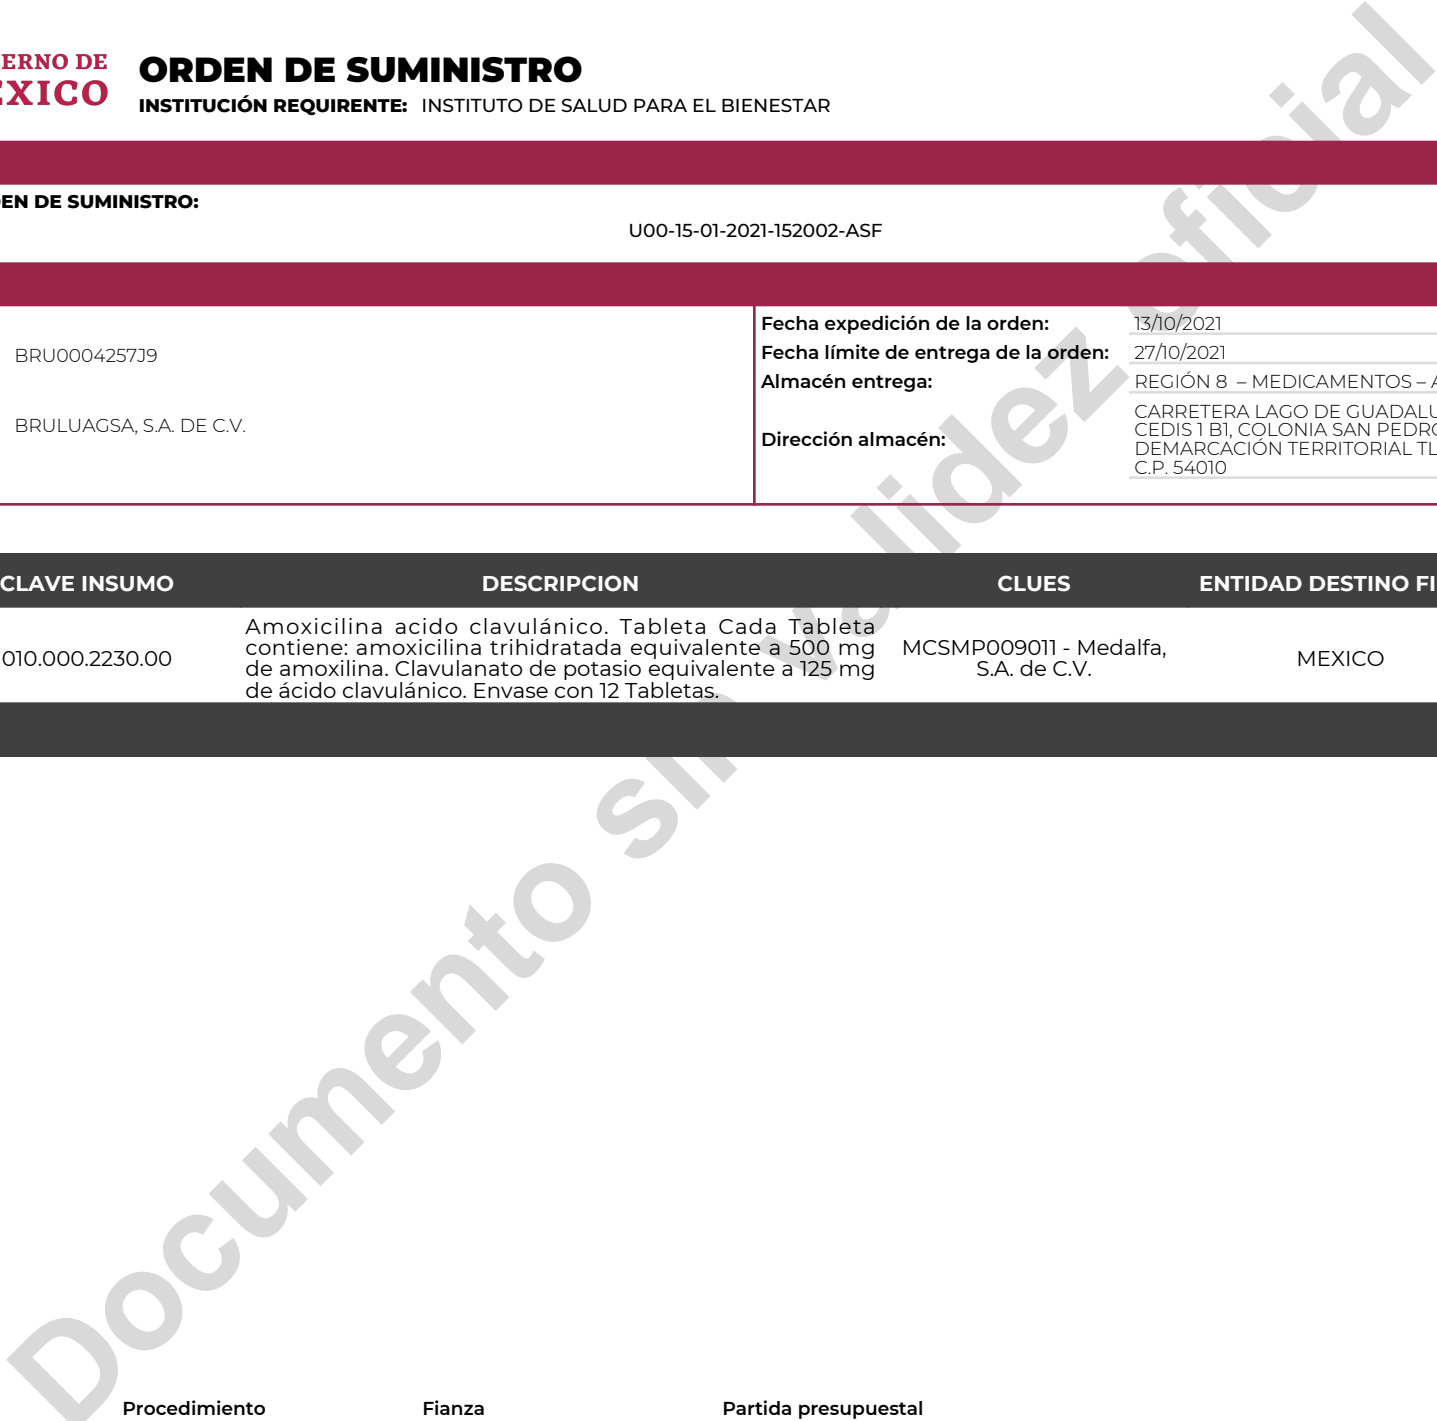 ERNO DE
EXICO
ORDEN DE SUMINISTRO
INSTITUCIÓN REQUIRENTE: INSTITUTO DE SALUD PARA EL BIENESTAR
EN DE SUMINISTRO:
U00-15-01-2021-152002-ASF
BRU0004257J9
BRULUAGSA, S.A. DE C.V.
Fecha expedición de la orden: 13/10/2021
Fecha límite de entrega de la orden: 27/10/2021
Almacén entrega: REGIÓN 8 – MEDICAMENTOS – A
Dirección almacén:
CARRETERA LAGO DE GUADALU
CEDIS 1 B1, COLONIA SAN PEDRO
DEMARCACIÓN TERRITORIAL TL
C.P. 54010
CLAVE INSUMO DESCRIPCION CLUES ENTIDAD DESTINO FI
010.000.2230.00
Amoxicilina acido clavulánico. Tableta Cada Tableta
contiene: amoxicilina trihidratada equivalente a 500 mg
de amoxilina. Clavulanato de potasio equivalente a 125 mg
de ácido clavulánico. Envase con 12 Tabletas.
MCSMP009011 - Medalfa,
S.A. de C.V.
MEXICO
Documento sin validez oficial
Procedimiento Fianza Partida presupuestal